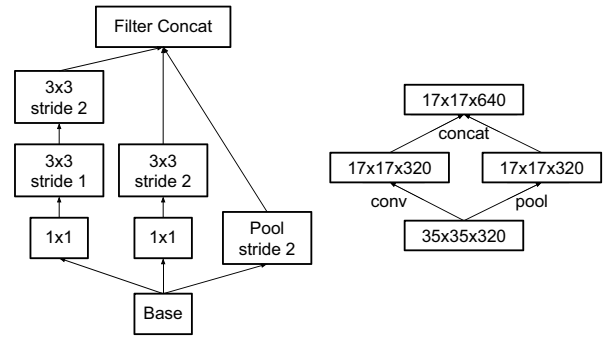 Filter Concat
3x3
stride 2
3x3
stride 1
3x3
stride 2
1x1
1x1
Pool
stride 2
Base
17x17x640
concat
17x17x320
17x17x320
conv
pool
35x35x320